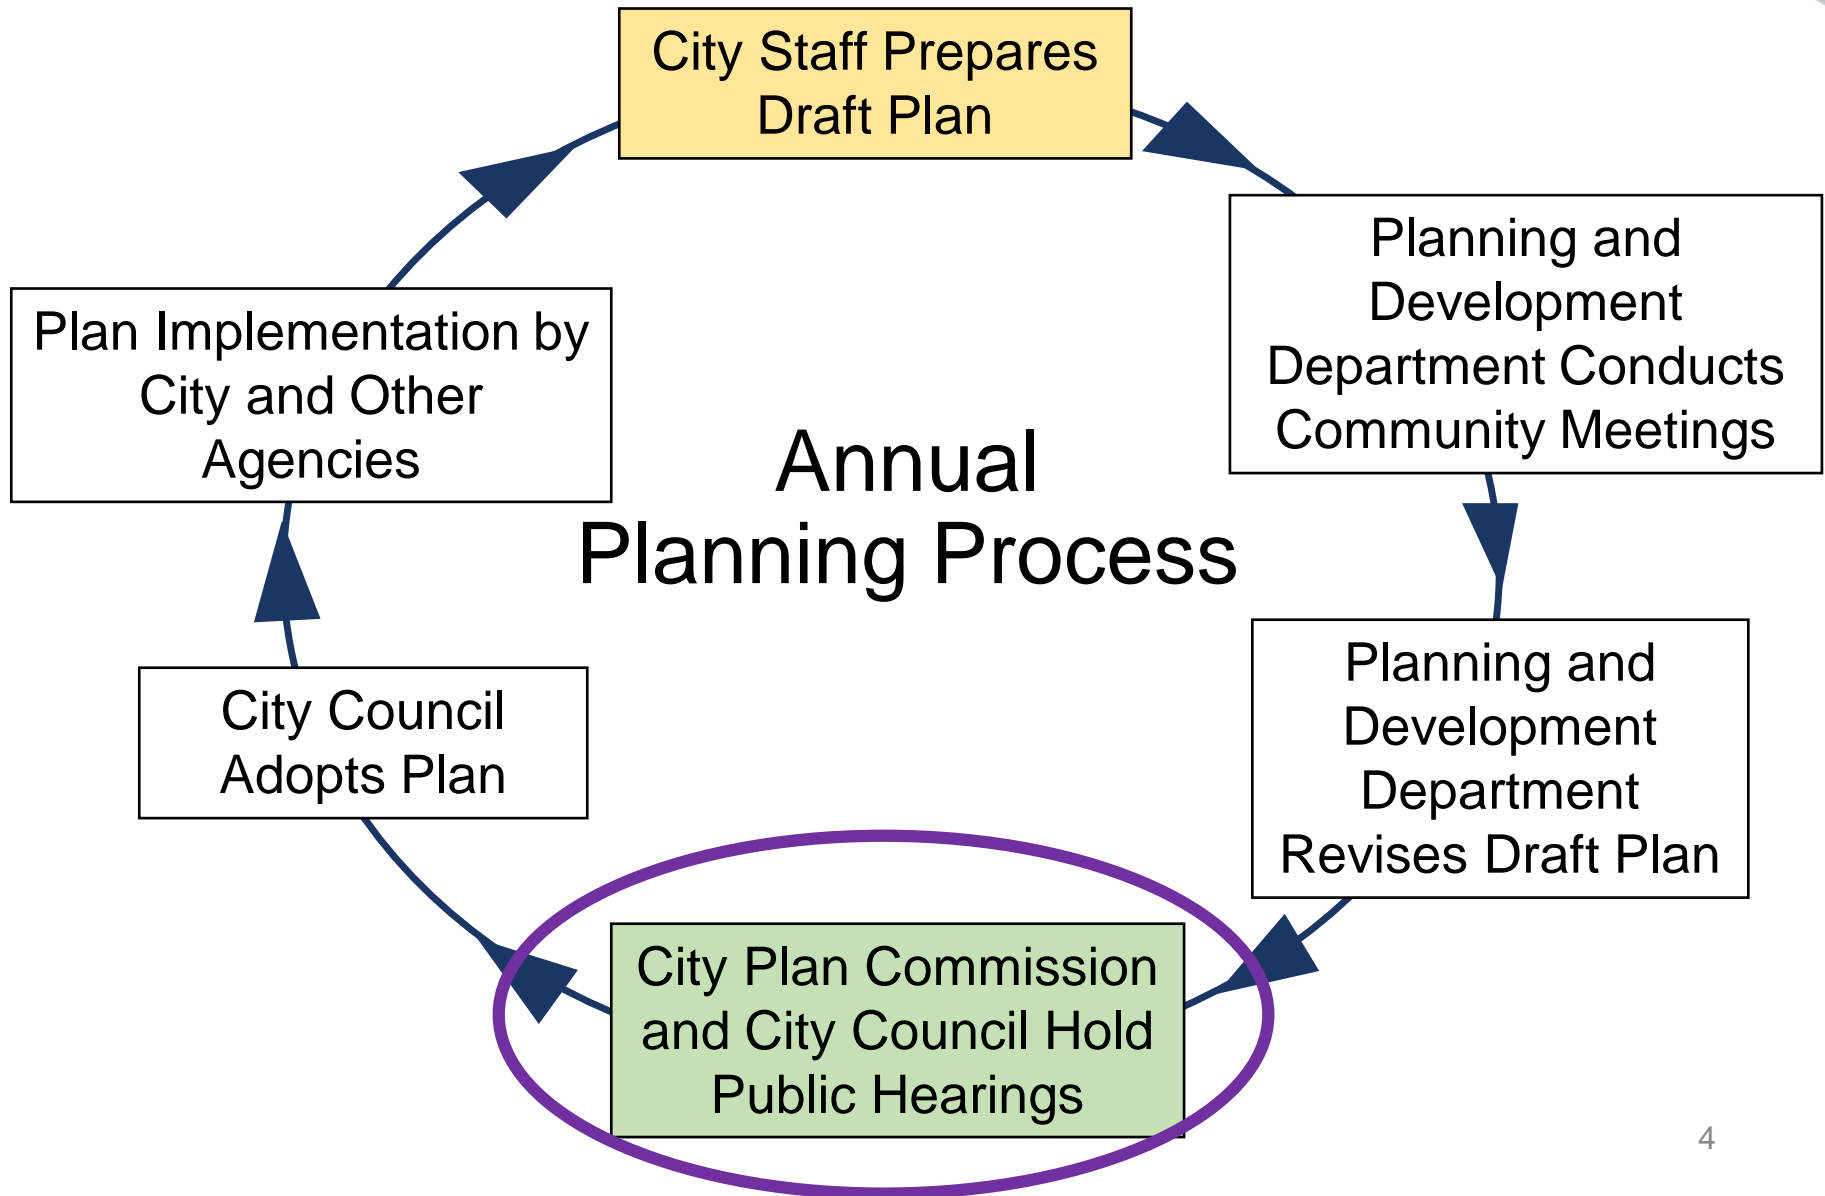 City Staff Prepares
Draft Plan
Planning and
Development
Department Conducts
Community Meetings
Plan Implementation by
City and Other
Agencies
Annual
Planning Process
Planning and
Development
Department
Revises Draft Plan
City Council
Adopts Plan
City Plan Commission
and City Council Hold
Public Hearings
4